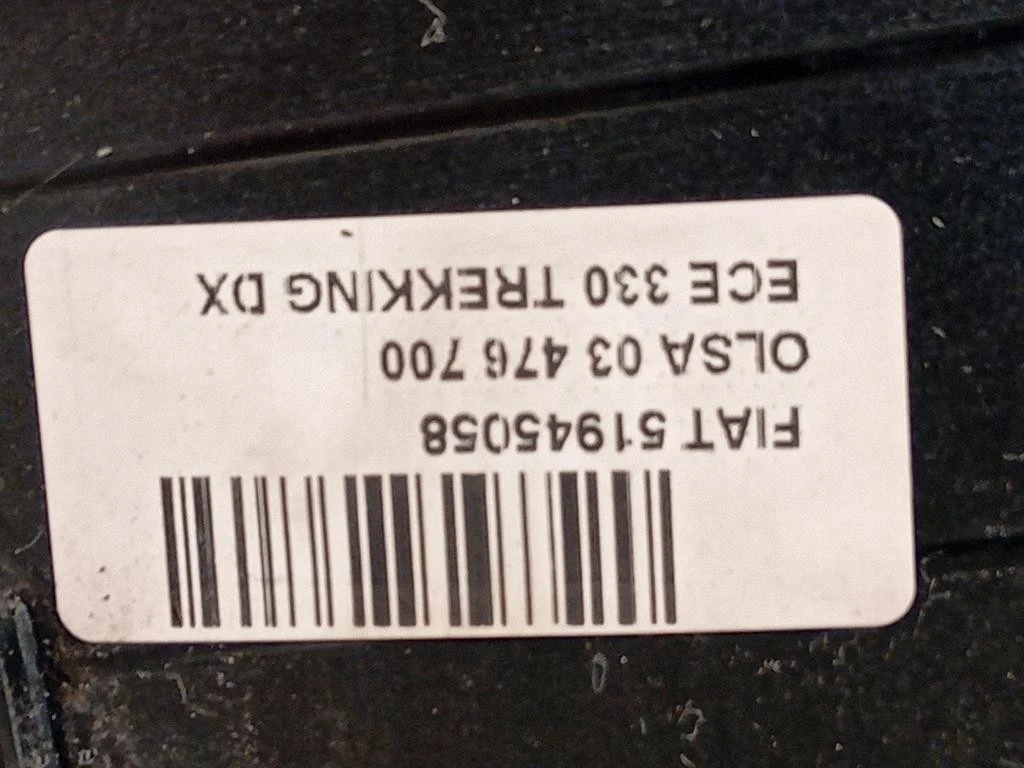 FIAT 51945058
OLSA 03 476 700
ECE 330 TREKKING DX